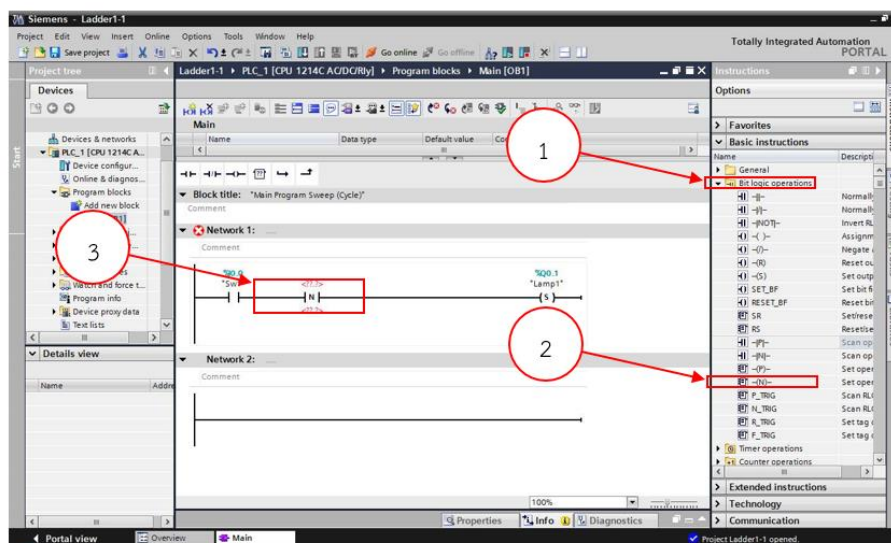 Siemens - Ladder1-1
Project Edit View Insert Online Options Tools Window Help
Totally Integrated Automation
PORTAL
Save project
Go online
Go offline
Project tree
Ladder1-1 ▸ PLC_1 [CPU 1214C AC/DC/Rly] ▸ Program blocks ▸ Main [OB1]
Instructions
Devices
Options
Main
Name Data type Default value
Start
Devices & networks
PLC_1 [CPU 1214C A...
Device configur...
Online & diagnos...
Program blocks
Add new block
Watch and force t...
Program info
Device proxy data
Text lists
Details view
Name
Block title: "Main Program Sweep (Cycle)"
Comment
Network 1: .....
Comment
<??.?>
N
<??.?>
%Q0.1
"Lamp1"
S
Network 2: .....
Comment
1
2
3
Favorites
Basic instructions
Name Descripti
General
Bit logic operations
-||- Normall
-|/|- Normall
-|NOT|- Invert RL
-( )- Assignm
-(/)- Negate
-(R) Reset ou
-(S) Set outp
SET_BF Set bit fi
RESET_BF Reset bit
SR Set/rese
RS Reset/se
-|P|- Scan op
-|N|- Scan op
-(P)- Set oper
-(N)- Set oper
P_TRIG Scan RLO
N_TRIG Scan RLO
R_TRIG Set tag
F_TRIG Set tag
Timer operations
Counter operations
Extended instructions
Technology
Communication
100%
Properties Info Diagnostics
Portal view Overview Main
Project Ladder1-1 opened.